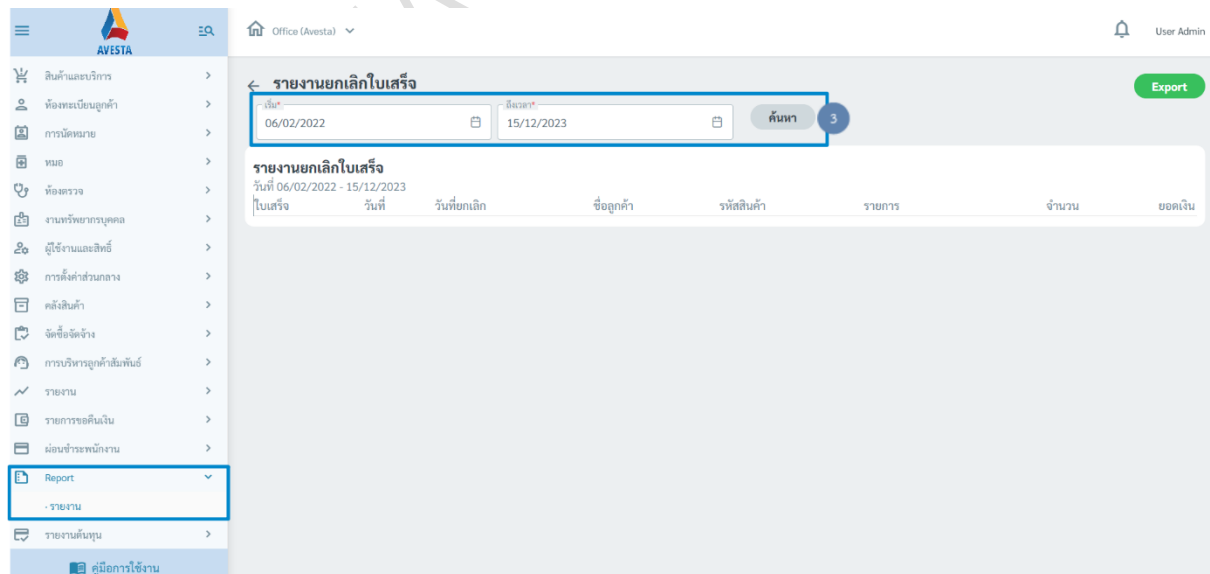 AVESTA
Office (Avesta)
User Admin
สินค้าและบริการ
ห้องทะเบียนลูกค้า
การนัดหมาย
หมอ
ห้องตรวจ
งานทรัพยากรบุคคล
ผู้ใช้งานและสิทธิ์
การตั้งค่าส่วนกลาง
คลังสินค้า
จัดซื้อจัดจ้าง
การบริหารลูกค้าสัมพันธ์
รายงาน
รายการขอคืนเงิน
ผ่อนชำระพนักงาน
Report
· รายงาน
รายงานต้นทุน
คู่มือการใช้งาน
รายงานยกเลิกใบเสร็จ
Export
เริ่ม* ถึงเวลา*
06/02/2022 15/12/2023 ค้นหา 3
รายงานยกเลิกใบเสร็จ
วันที่ 06/02/2022 - 15/12/2023
ใบเสร็จ วันที่ วันที่ยกเลิก ชื่อลูกค้า รหัสสินค้า รายการ จำนวน ยอดเงิน